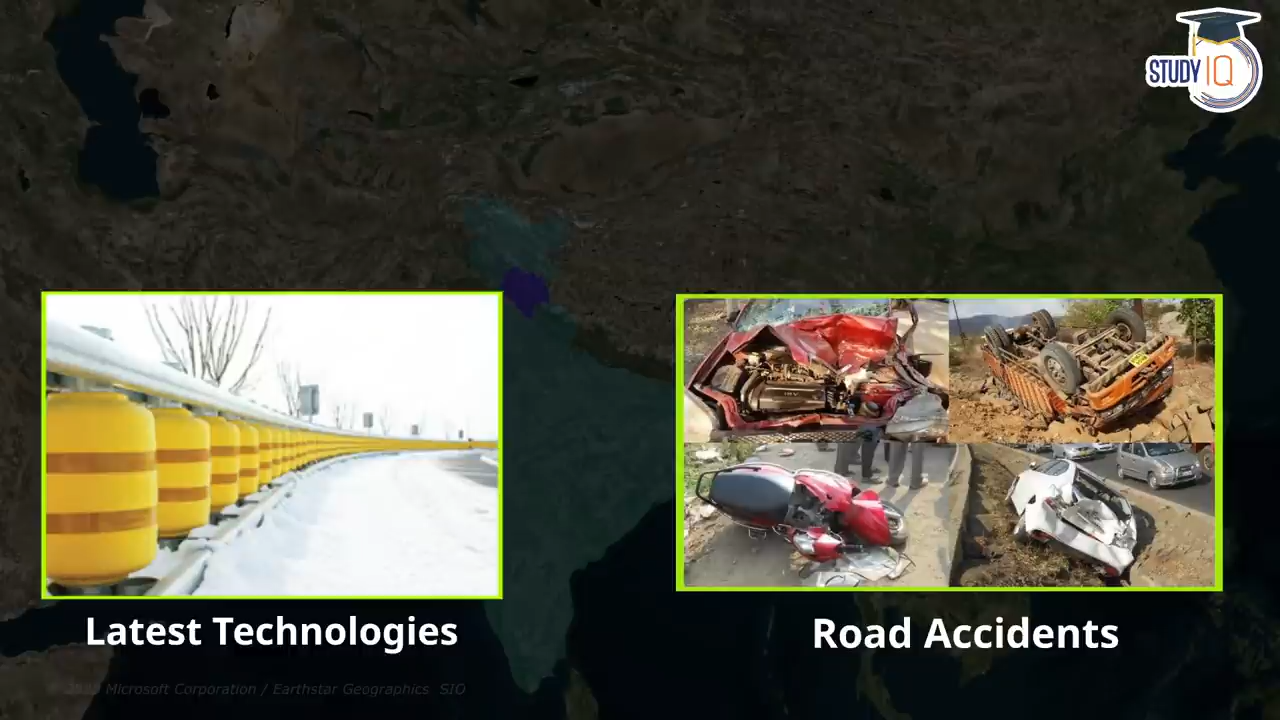 STUDY IQ
Latest Technologies
Road Accidents
Microsoft Corporation / Earthstar Geographics SIO